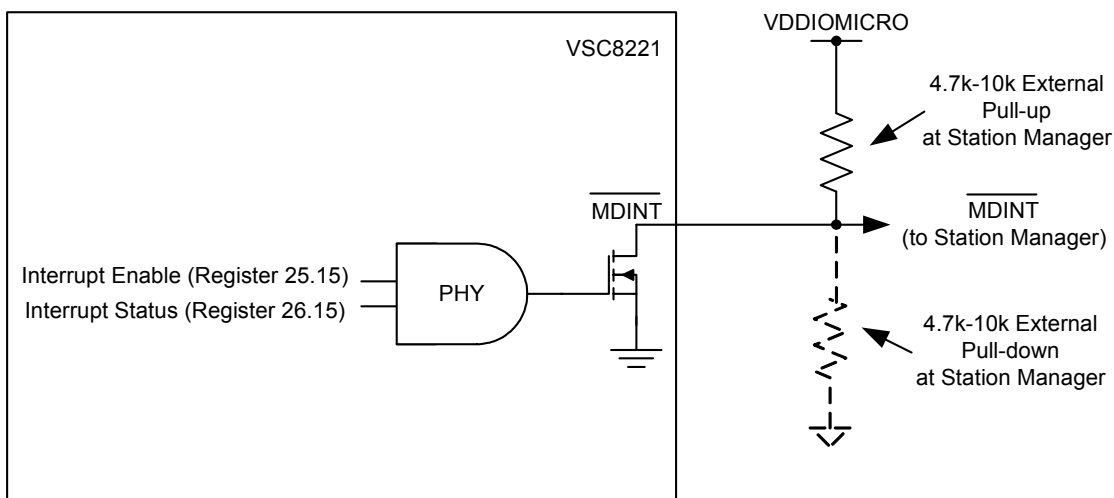 VSC8221
VDDIOMICRO
4.7k-10k External
Pull-up
at Station Manager
MDINT
MDINT
(to Station Manager)
Interrupt Enable (Register 25.15)
Interrupt Status (Register 26.15)
PHY
4.7k-10k External
Pull-down
at Station Manager